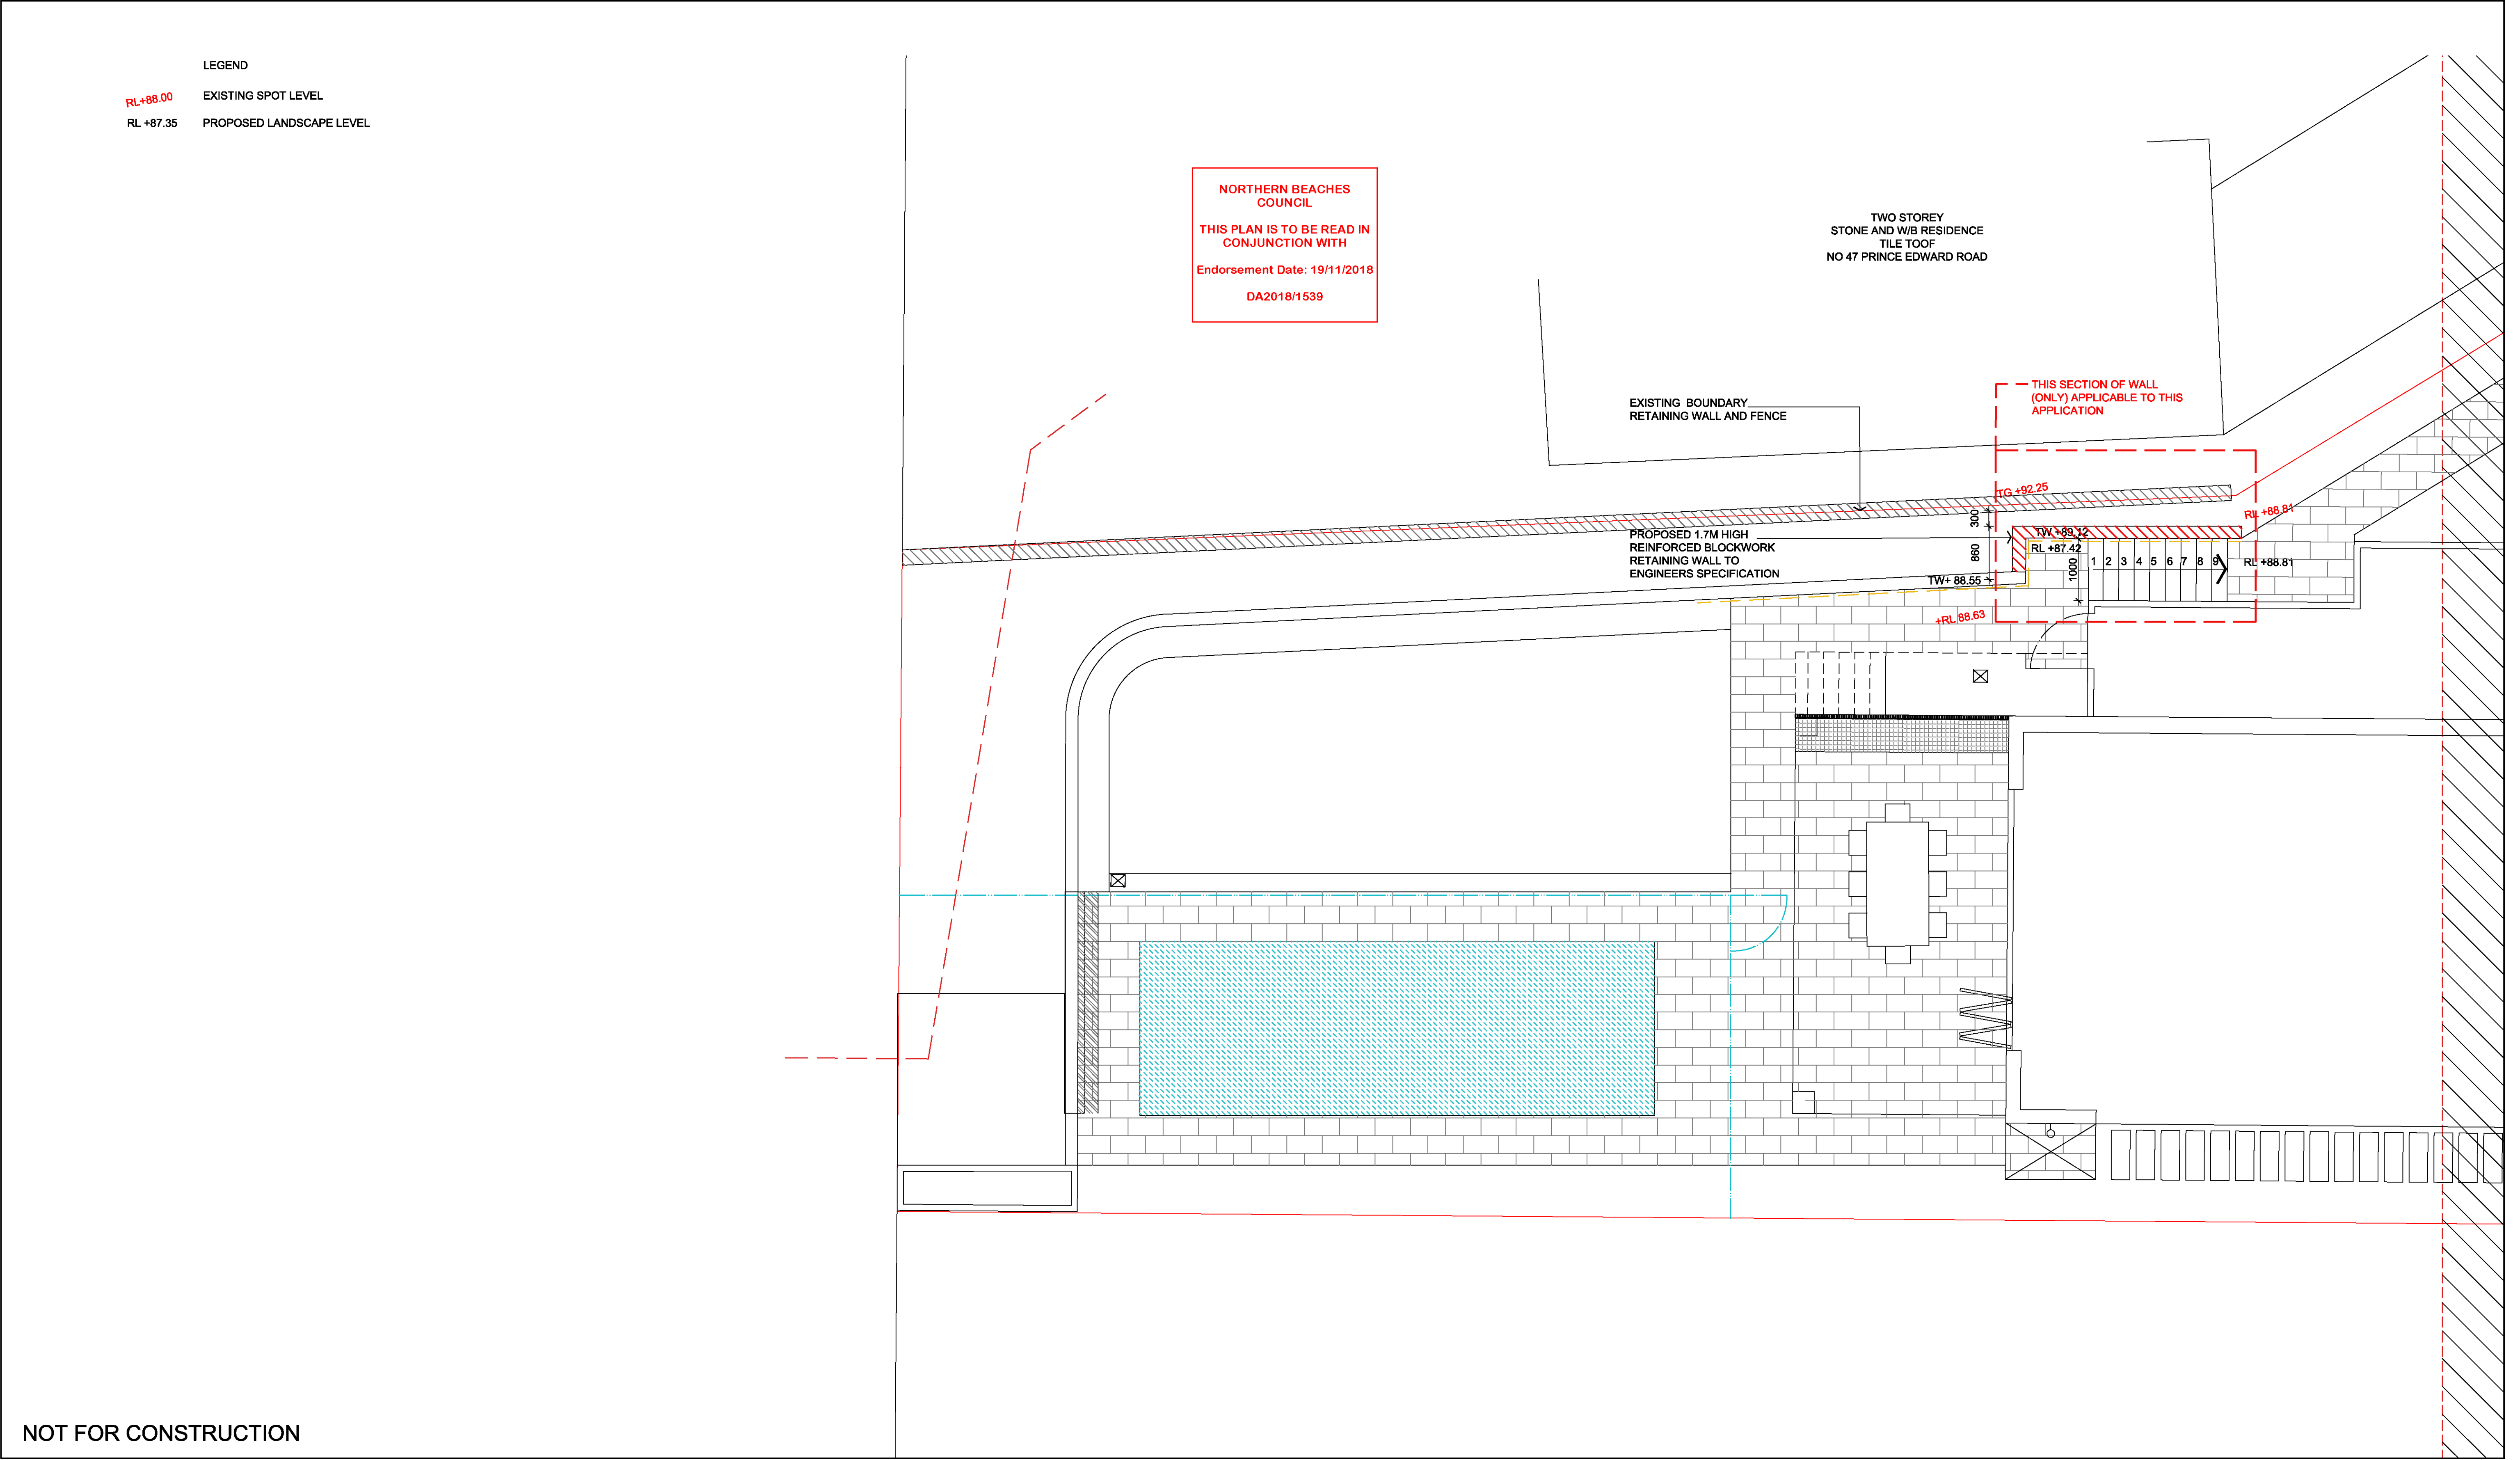 LEGEND
RL+88.00 EXISTING SPOT LEVEL
RL +87.35 PROPOSED LANDSCAPE LEVEL
NORTHERN BEACHES
COUNCIL
THIS PLAN IS TO BE READ IN
CONJUNCTION WITH
Endorsement Date: 19/11/2018
DA2018/1539
TWO STOREY
STONE AND W/B RESIDENCE
TILE TOOF
NO 47 PRINCE EDWARD ROAD
THIS SECTION OF WALL
(ONLY) APPLICABLE TO THIS
APPLICATION
EXISTING BOUNDARY
RETAINING WALL AND FENCE
TG +92.25
RL +88.81
300
PROPOSED 1.7M HIGH
REINFORCED BLOCKWORK
RETAINING WALL TO
ENGINEERS SPECIFICATION
TW +89.12
RL +87.42
860
1000
1 2 3 4 5 6 7 8 9
RL +88.81
TW+ 88.55
+RL 88.63
NOT FOR CONSTRUCTION